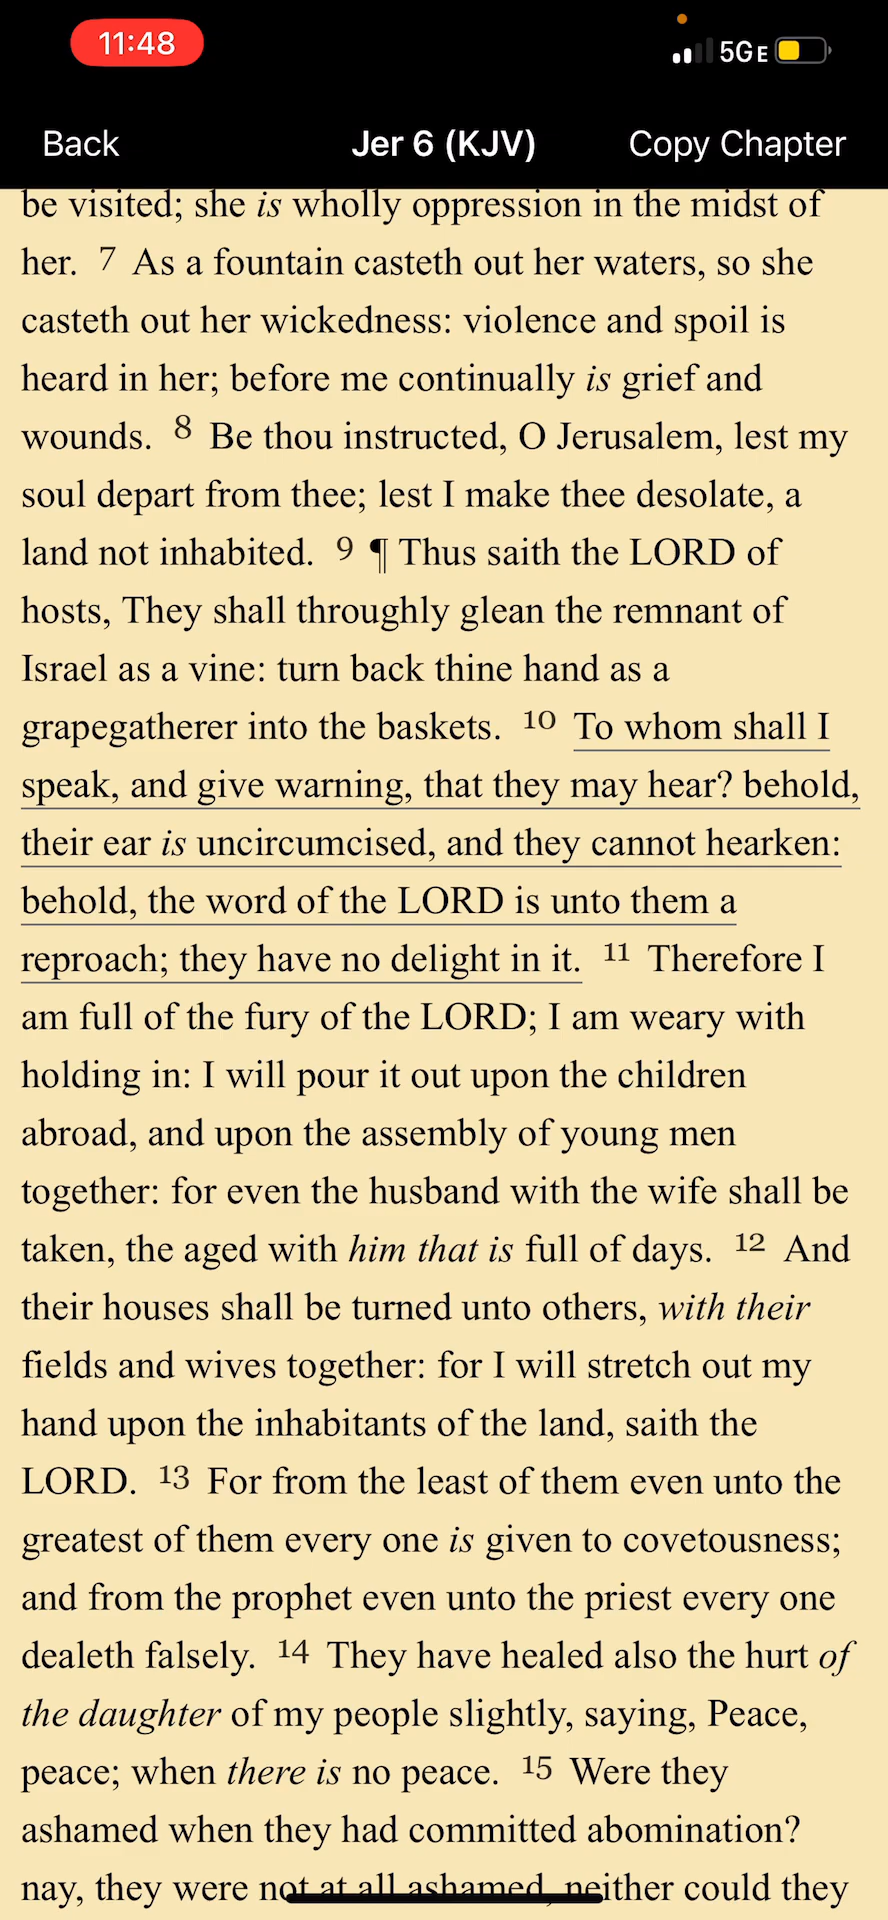 11:48
5GE
Back
Jer 6 (KJV)
Copy Chapter
be visited; she is wholly oppression in the midst of
her. 7 As a fountain casteth out her waters, so she
casteth out her wickedness: violence and spoil is
heard in her; before me continually is grief and
wounds. 8 Be thou instructed, O Jerusalem, lest my
soul depart from thee; lest I make thee desolate, a
land not inhabited. 9 ¶ Thus saith the LORD of
hosts, They shall throughly glean the remnant of
Israel as a vine: turn back thine hand as a
grapegatherer into the baskets. 10 To whom shall I
speak, and give warning, that they may hear? behold,
their ear is uncircumcised, and they cannot hearken:
behold, the word of the LORD is unto them a
reproach; they have no delight in it. 11 Therefore I
am full of the fury of the LORD; I am weary with
holding in: I will pour it out upon the children
abroad, and upon the assembly of young men
together: for even the husband with the wife shall be
taken, the aged with him that is full of days. 12 And
their houses shall be turned unto others, with their
fields and wives together: for I will stretch out my
hand upon the inhabitants of the land, saith the
LORD. 13 For from the least of them even unto the
greatest of them every one is given to covetousness;
and from the prophet even unto the priest every one
dealeth falsely. 14 They have healed also the hurt of
the daughter of my people slightly, saying, Peace,
peace; when there is no peace. 15 Were they
ashamed when they had committed abomination?
nay, they were not at all ashamed, neither could they